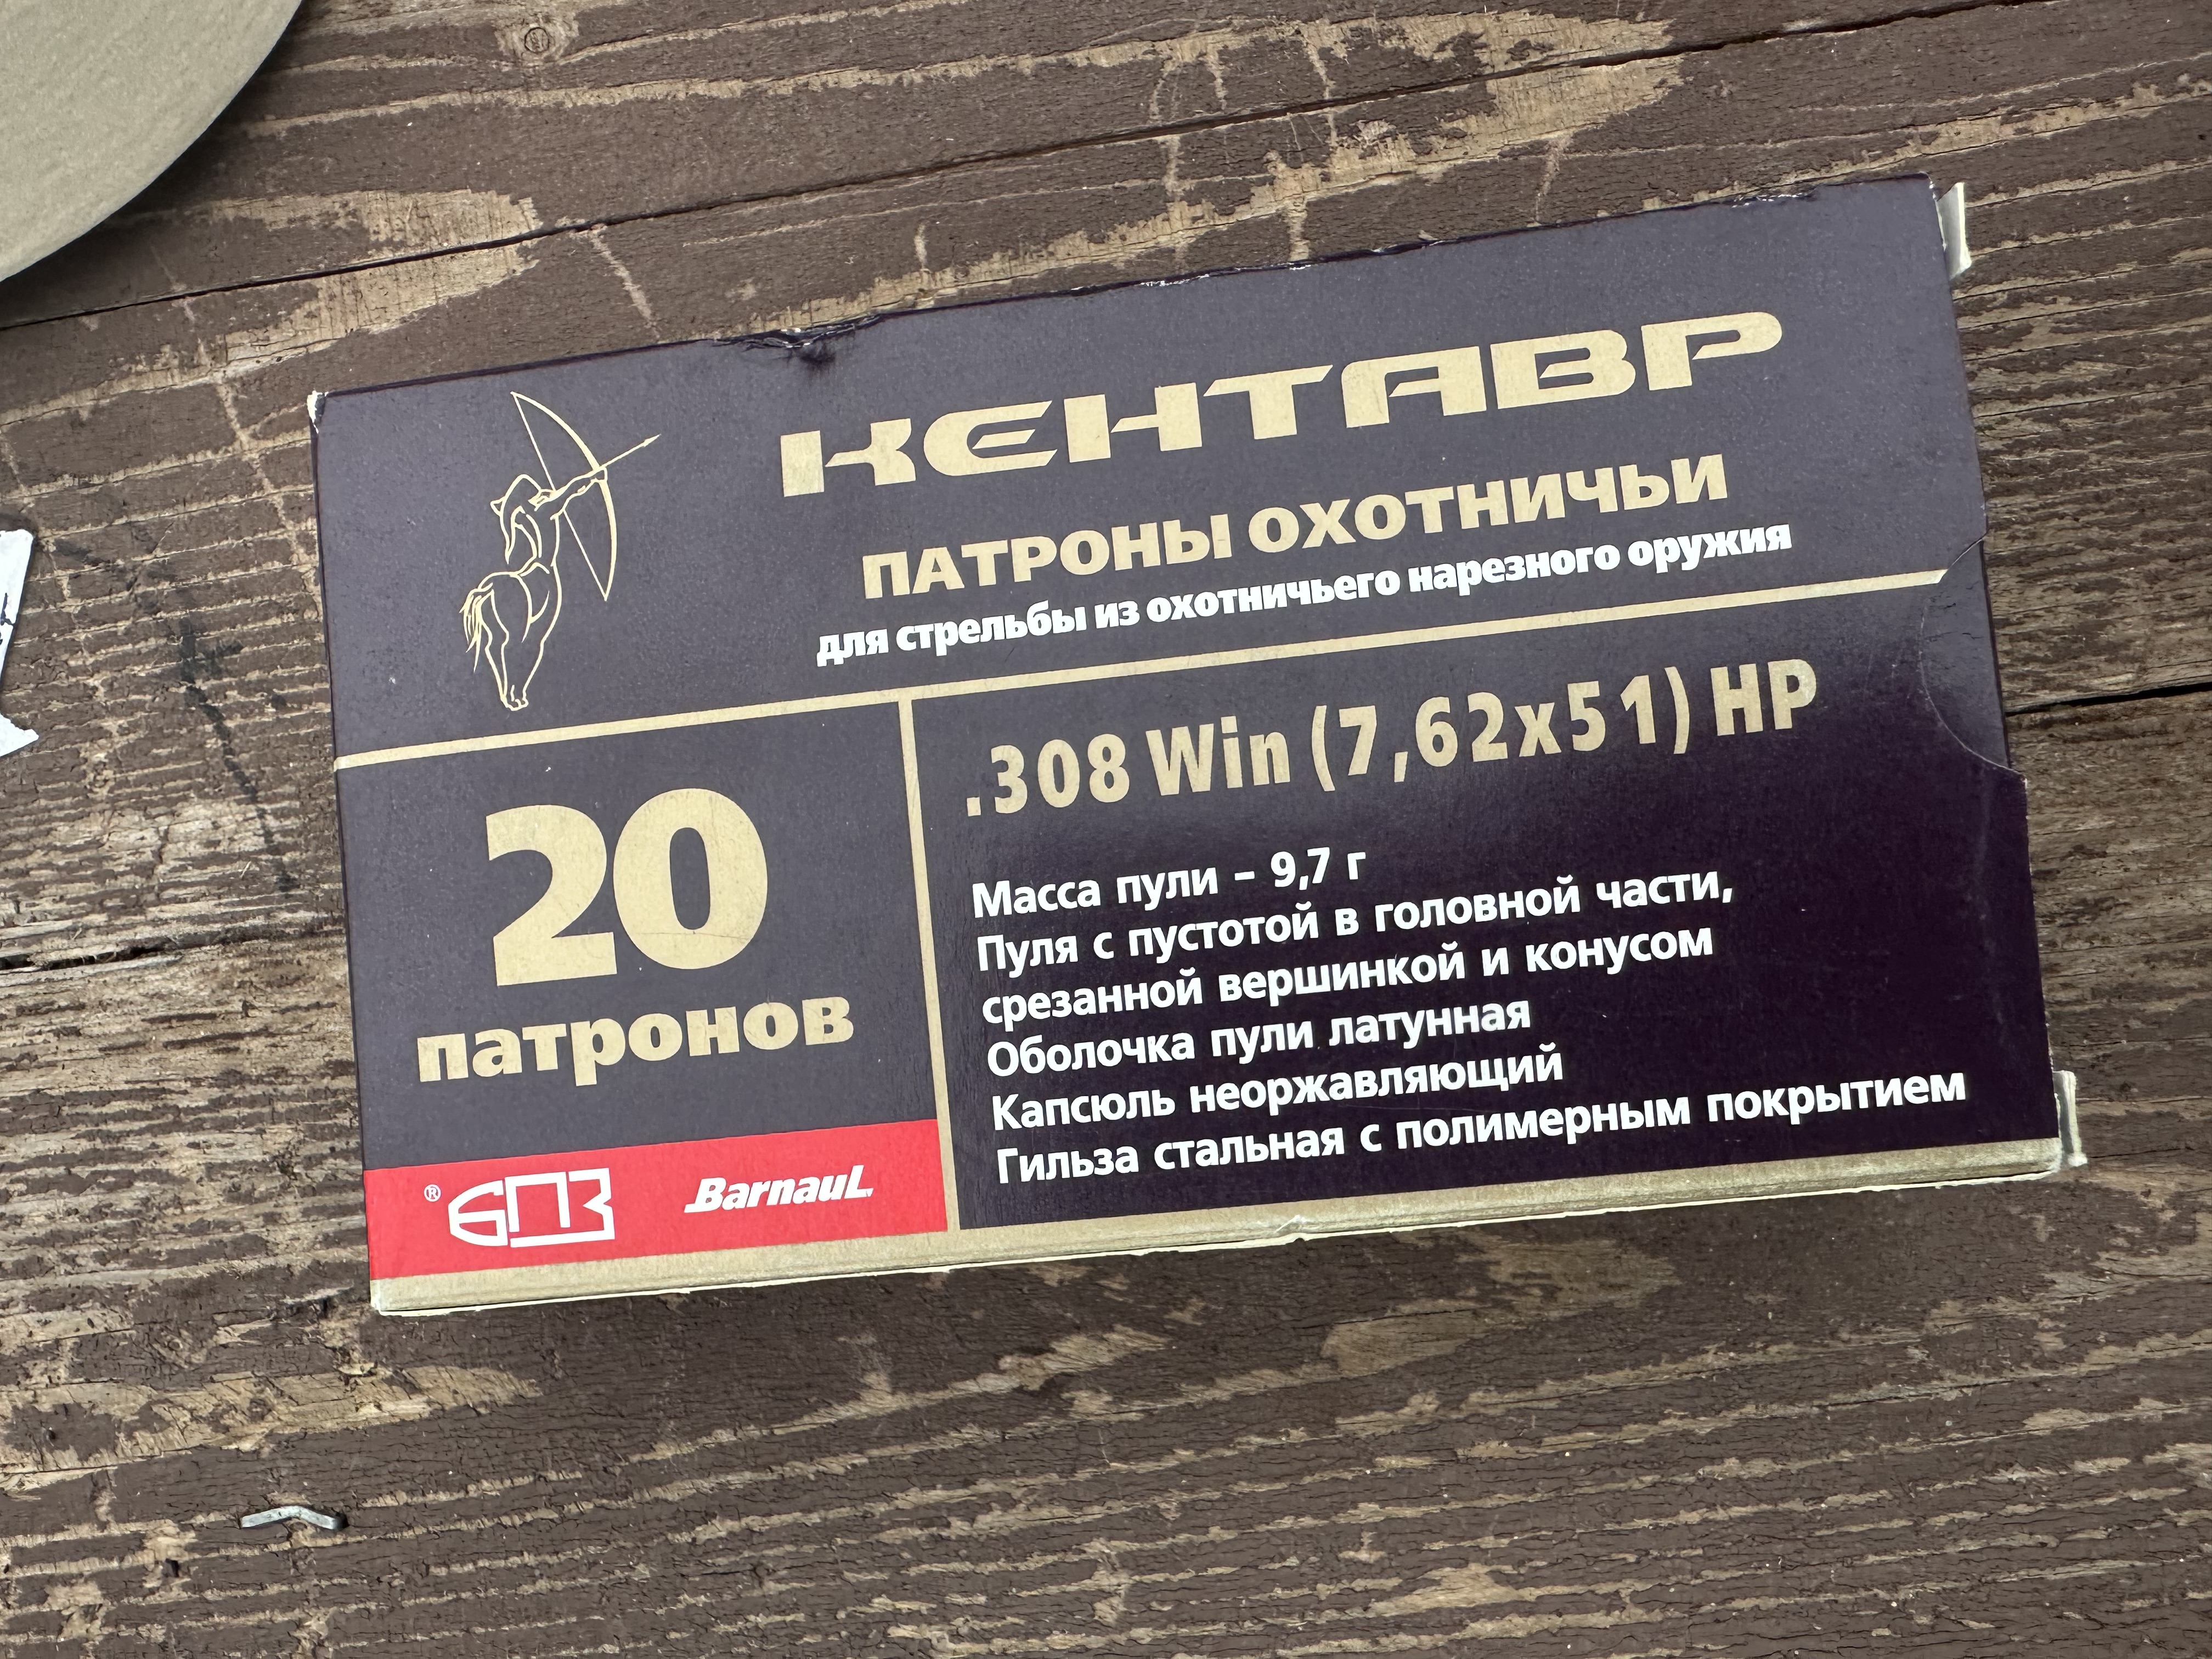 КЕНТАВР
ПАТРОНЫ ОХОТНИЧЬИ
для стрельбы из охотничьего нарезного оружия
.308 Win (7,62x51) HP
20
патронов
Масса пули – 9,7 г
Пуля с пустотой в головной части,
срезанной вершинкой и конусом
Оболочка пули латунная
Капсюль неоржавляющий
Гильза стальная с полимерным покрытием
® БПЗ Barnaul